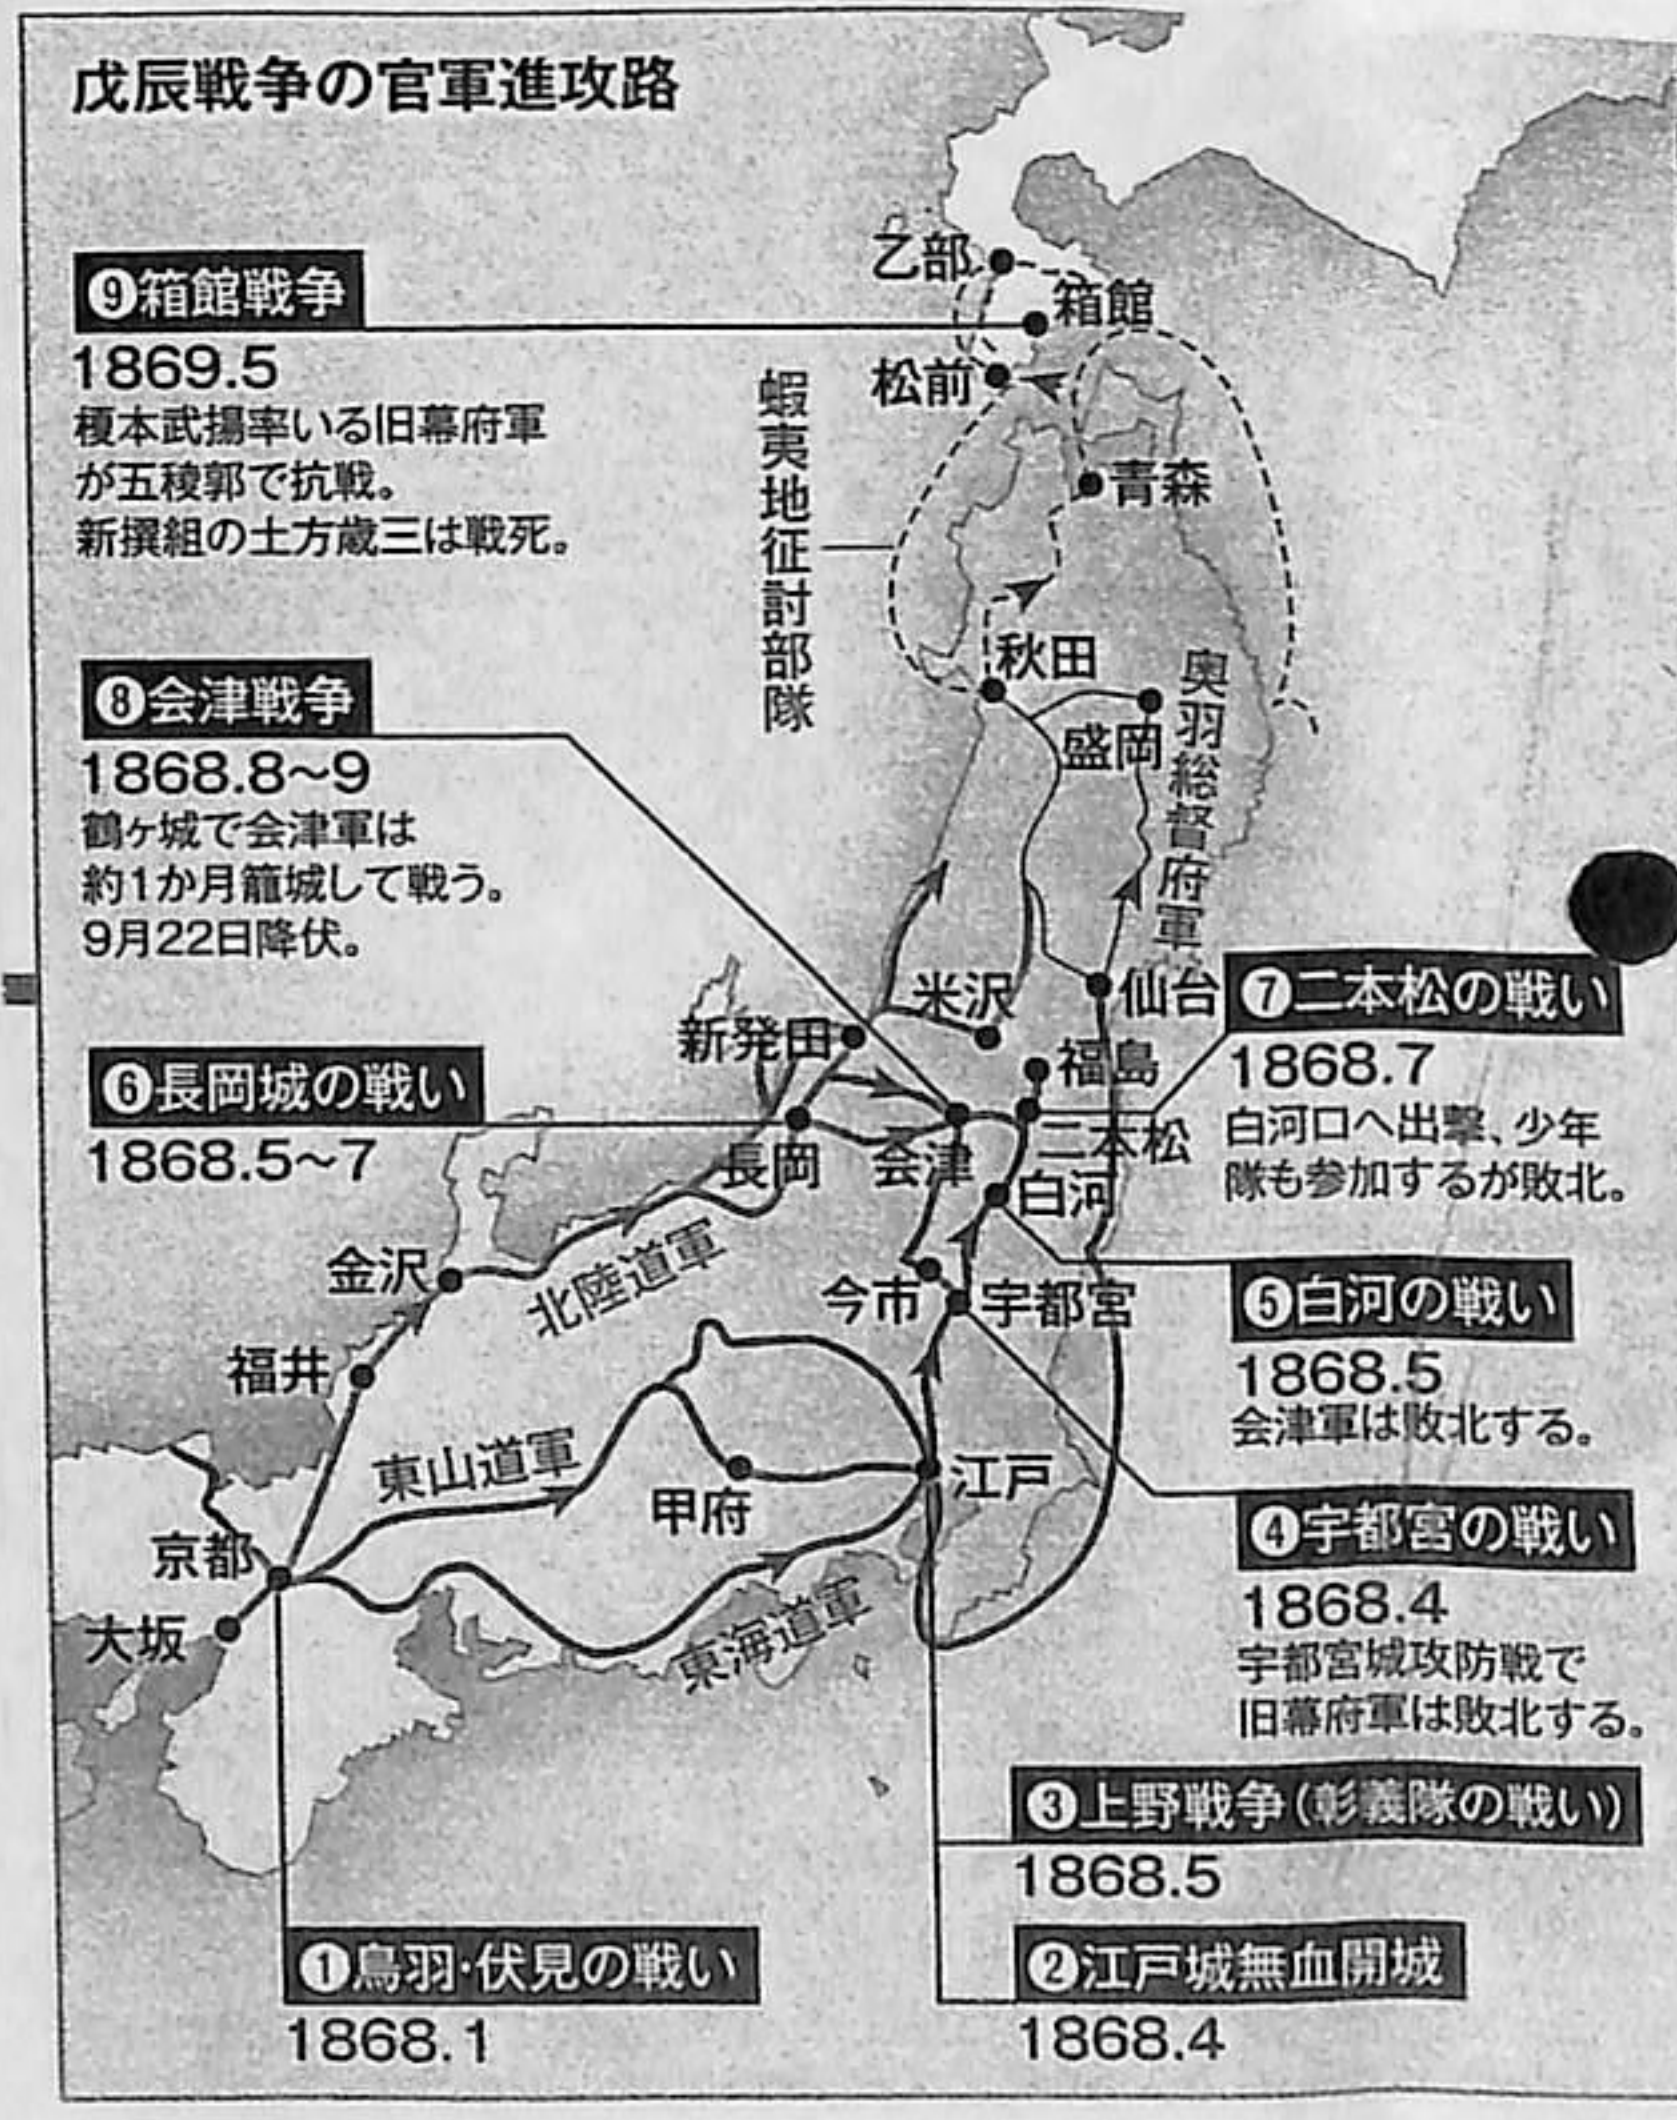 戊辰戦争の官軍進攻路
❾箱館戦争
1869.5
榎本武揚率いる旧幕府軍
が五稜郭で抗戦。
新撰組の土方歳三は戦死。
❽会津戦争
1868.8~9
鶴ヶ城で会津軍は
約1か月籠城して戦う。
9月22日降伏。
❻長岡城の戦い
1868.5~7
乙部
箱館
松前
蝦夷地征討部隊
青森
秋田
盛岡
奥羽総督府軍
米沢
仙台
新発田
福島
長岡
会津
二本松
白河
金沢
北陸道軍
今市
宇都宮
福井
東山道軍
甲府
江戸
京都
大坂
東海道軍
❼二本松の戦い
1868.7
白河口へ出撃、少年
隊も参加するが敗北。
❺白河の戦い
1868.5
会津軍は敗北する。
❹宇都宮の戦い
1868.4
宇都宮城攻防戦で
旧幕府軍は敗北する。
❸上野戦争(彰義隊の戦い)
1868.5
❶鳥羽・伏見の戦い
1868.1
❷江戸城無血開城
1868.4